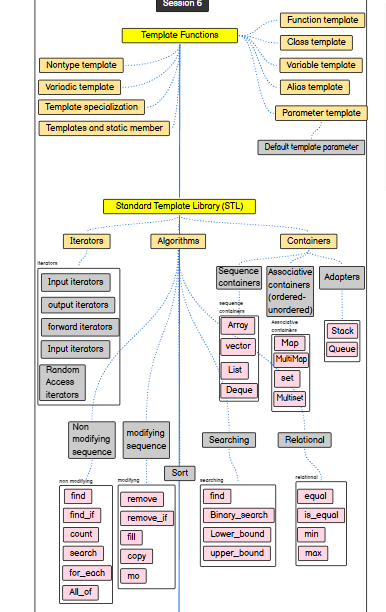 Session 6
Template Functions
Function template
Class template
Variable template
Alias template
Parameter template
Default template parameter
Nontype template
Variadic template
Template specialization
Templates and static member
Standard Template Library (STL)
Iterators
Algorithms
Containers
iterators
Input iterators
output iterators
forward iterators
Input iterators
Random
Access
iterators
Sequence
containers
Associative
containers
(ordered-
unordered)
Adapters
sequence
containers
Array
vector
List
Deque
Associative
containers
Map
MultiMap
set
Multiset
Stack
Queue
Non
modifying
sequence
modifying
sequence
Sort
Searching
Relational
non modifying
find
find_if
count
search
for_each
All_of
modifying
remove
remove_if
fill
copy
mo
searching
find
Binary_search
Lower_bound
upper_bound
relational
equal
is_equal
min
max